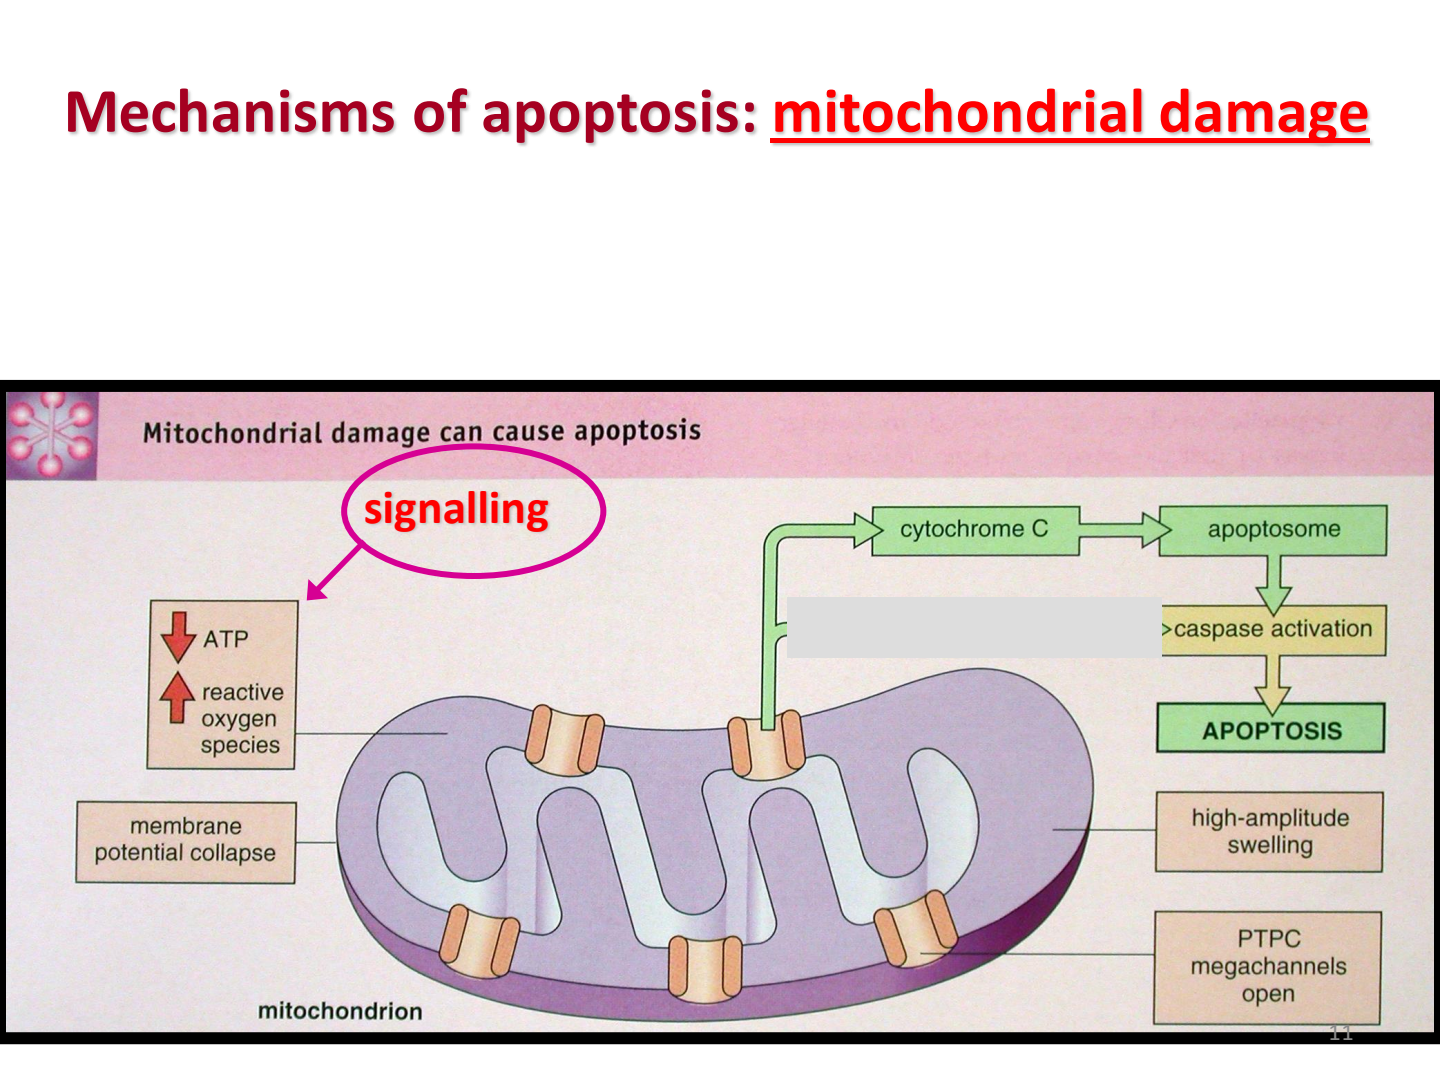 Mechanisms of apoptosis: mitochondrial damage
Mitochondrial damage can cause apoptosis
signalling
cytochrome C
apoptosome
ATP
reactive
oxygen
species
caspase activation
APOPTOSIS
membrane
potential collapse
high-amplitude
swelling
PTPC
megachannels
open
mitochondrion
11